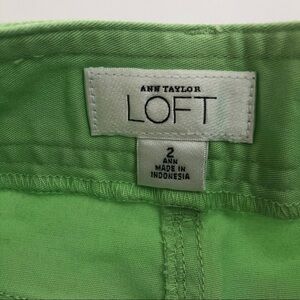 ANN TAYLOR
LOFT
2
ANN
MADE IN
INDONESIA